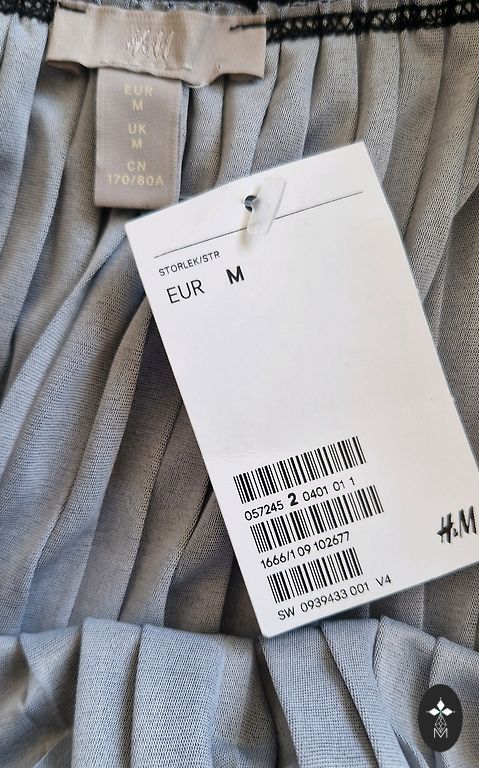 H&M
EUR
M
UK
M
CN
170/80A
STORLEK/STR
EUR M
057245 2 0401 01 1
1666/1 09 102677
SW 0939433 001 V4
H&M
M